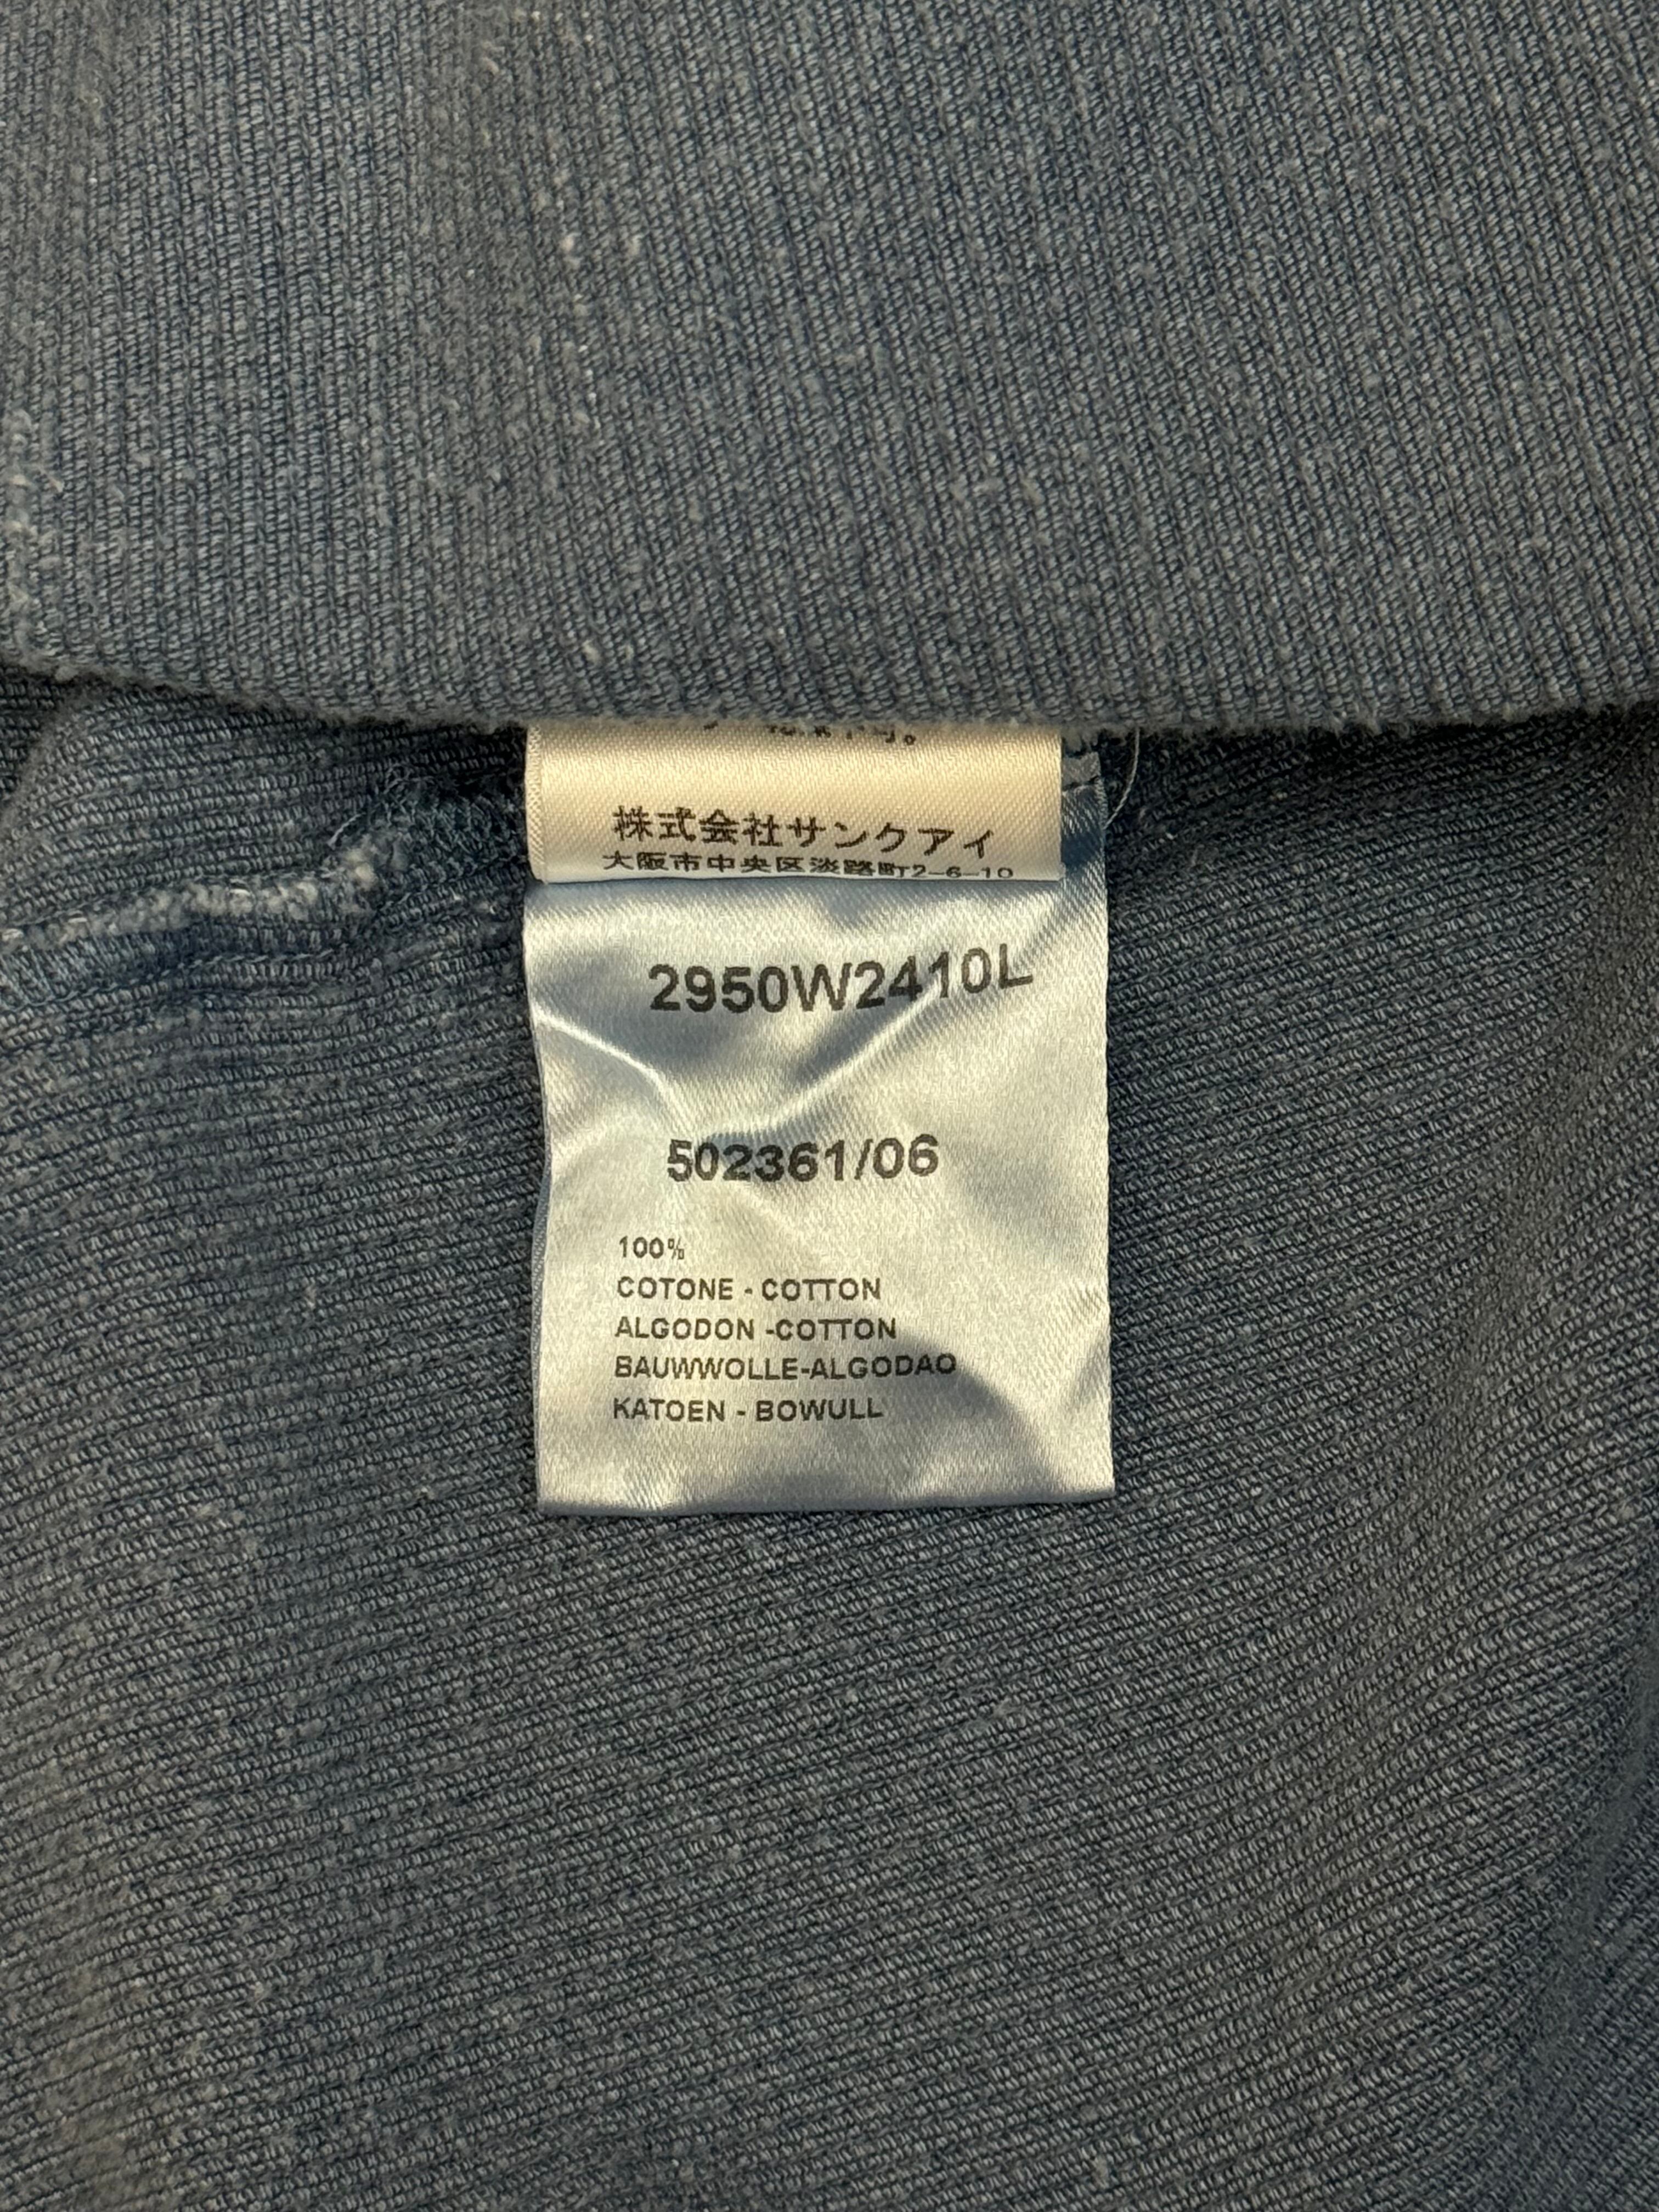 株式会社サンクアイ
大阪市中央区淡路町2-6-10
2950W2410L
502361/06
100%
COTONE - COTTON
ALGODON -COTTON
BAUWWOLLE-ALGODAO
KATOEN - BOWULL